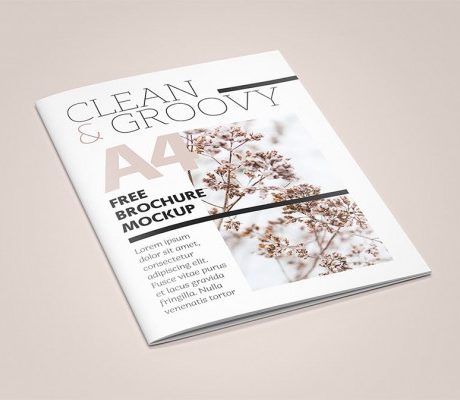 CLEAN
& GROOVY
A4
FREE
BROCHURE
MOCKUP
Lorem ipsum
dolor sit amet,
consectetur
adipiscing elit.
Fusce vitae purus
et lacus gravida
fringilla. Nulla
venenatis tortor